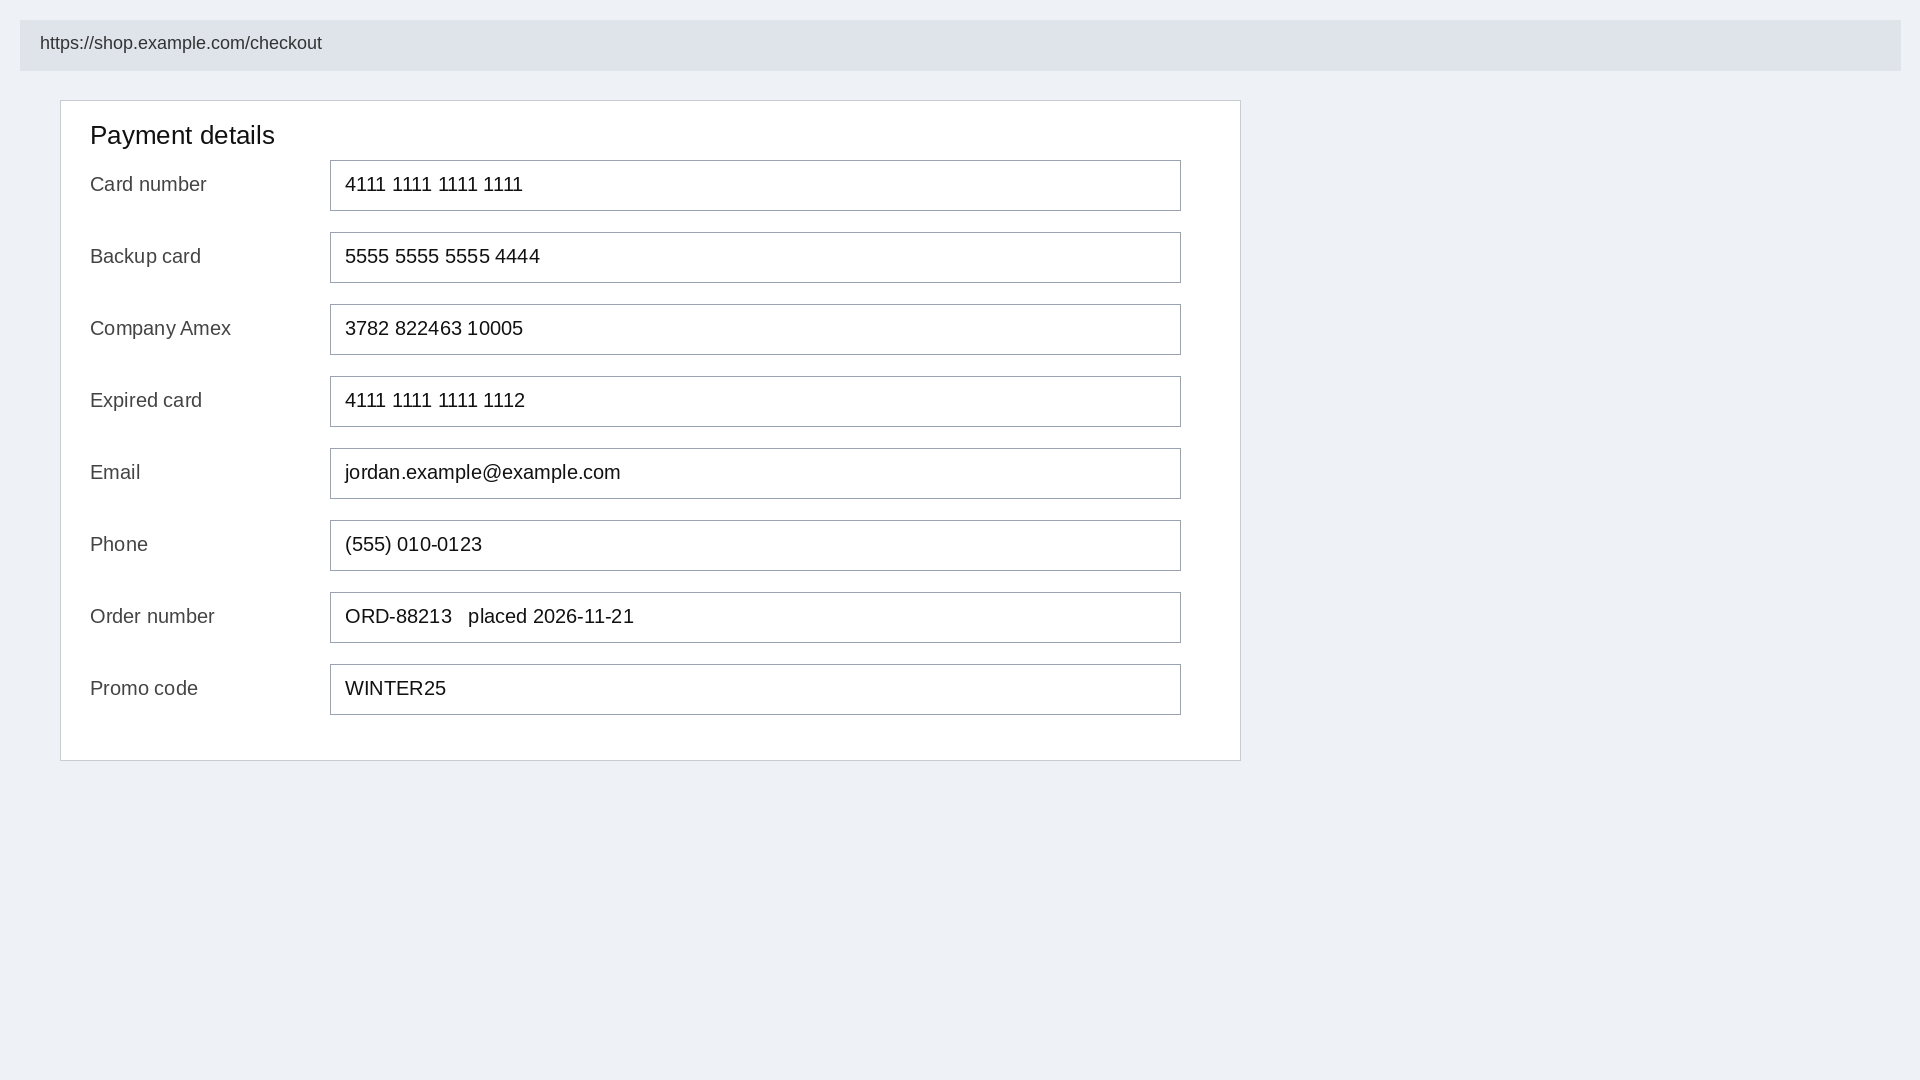 https://shop.example.com/checkout
Payment details
Card number 4111 1111 1111 1111
Backup card 5555 5555 5555 4444
Company Amex 3782 822463 10005
Expired card 4111 1111 1111 1112
Email jordan.example@example.com
Phone (555) 010-0123
Order number ORD-88213 placed 2026-11-21
Promo code WINTER25